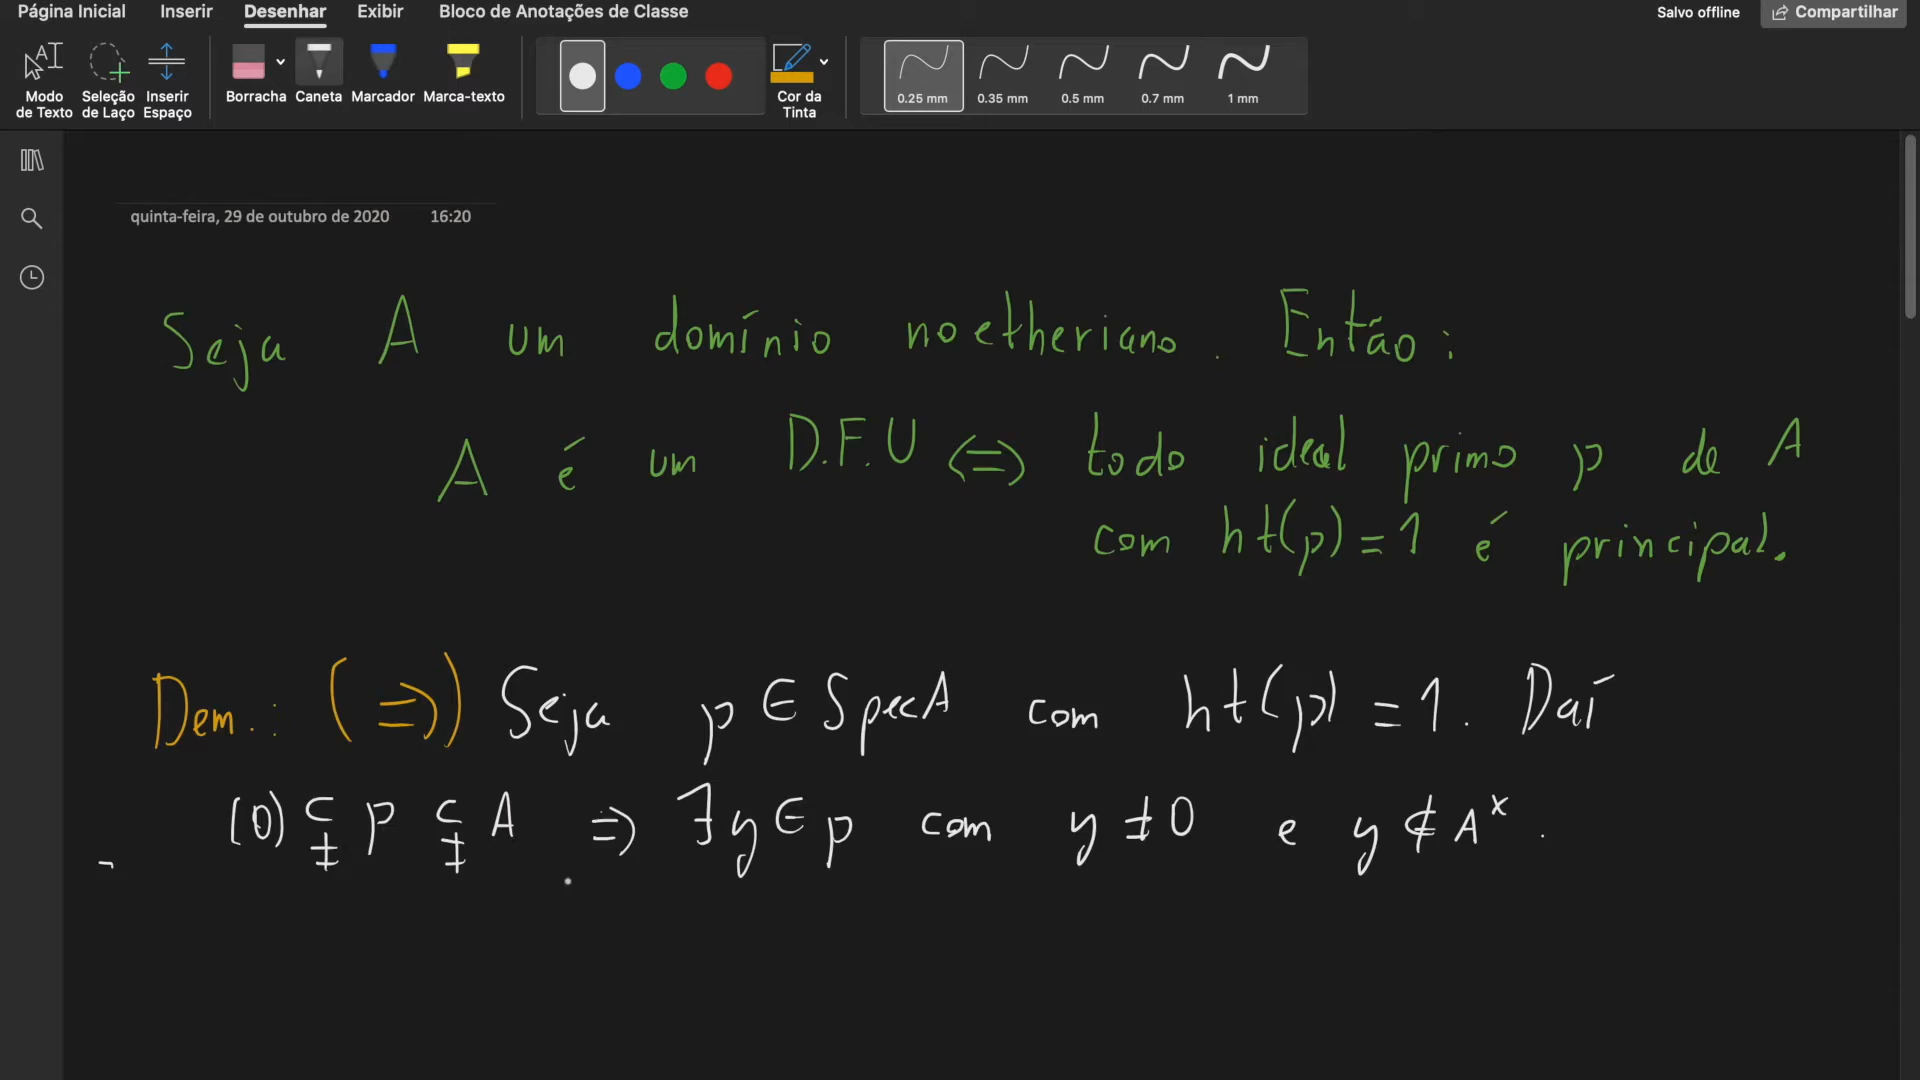 Página Inicial Inserir Desenhar Exibir Bloco de Anotações de Classe Salvo offline Compartilhar
Modo de Texto Seleção de Laço Inserir Espaço Borracha Caneta Marcador Marca-texto Cor da Tinta 0.25 mm 0.35 mm 0.5 mm 0.7 mm 1 mm
quinta-feira, 29 de outubro de 2020 16:20
Seja A um domínio noetheriano. Então:
A é um D.F.U <=> todo ideal primo p de A
com ht(p) = 1 é principal.
Dem.: (=>) Seja p ∈ SpecA com ht(p) = 1. Daí
(0) ⊊ p ⊊ A => ∃ y ∈ p com y ≠ 0 e y ∉ A^x.